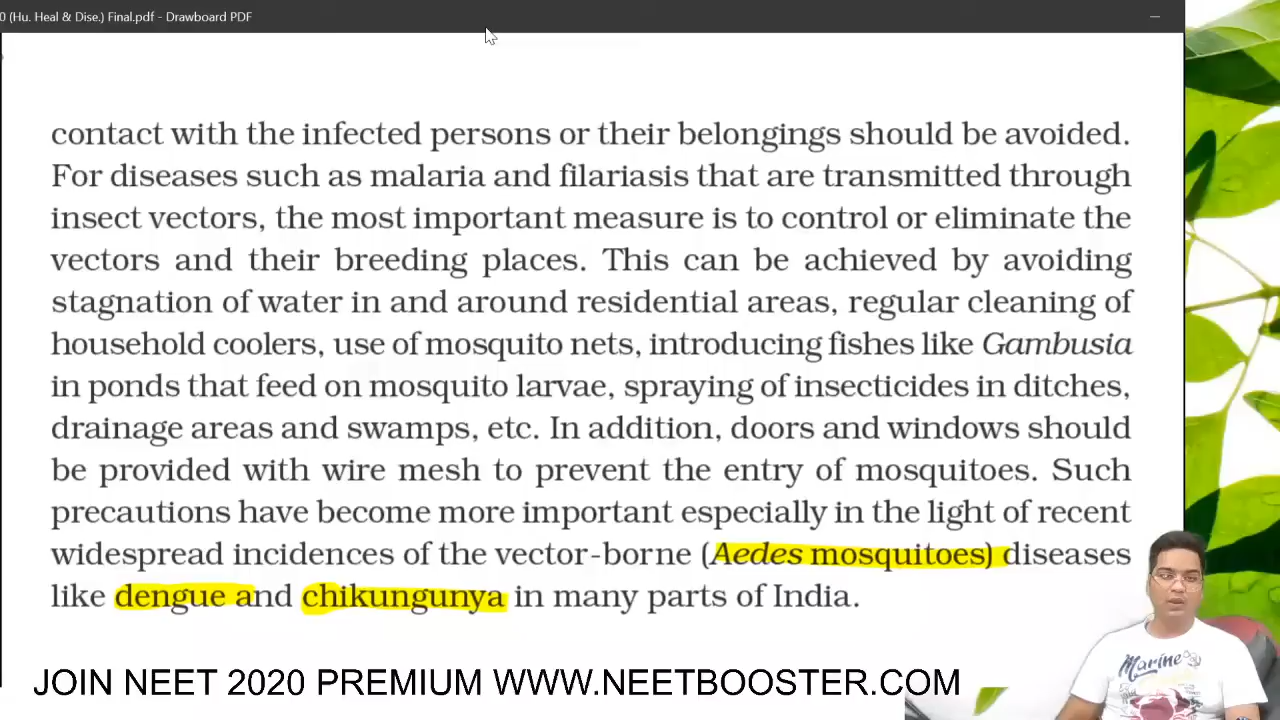 0 (Hu. Heal & Dise.) Final.pdf - Drawboard PDF
contact with the infected persons or their belongings should be avoided.
For diseases such as malaria and filariasis that are transmitted through
insect vectors, the most important measure is to control or eliminate the
vectors and their breeding places. This can be achieved by avoiding
stagnation of water in and around residential areas, regular cleaning of
household coolers, use of mosquito nets, introducing fishes like Gambusia
in ponds that feed on mosquito larvae, spraying of insecticides in ditches,
drainage areas and swamps, etc. In addition, doors and windows should
be provided with wire mesh to prevent the entry of mosquitoes. Such
precautions have become more important especially in the light of recent
widespread incidences of the vector-borne (Aedes mosquitoes) diseases
like dengue and chikungunya in many parts of India.
Marine
JOIN NEET 2020 PREMIUM WWW.NEETBOOSTER.COM